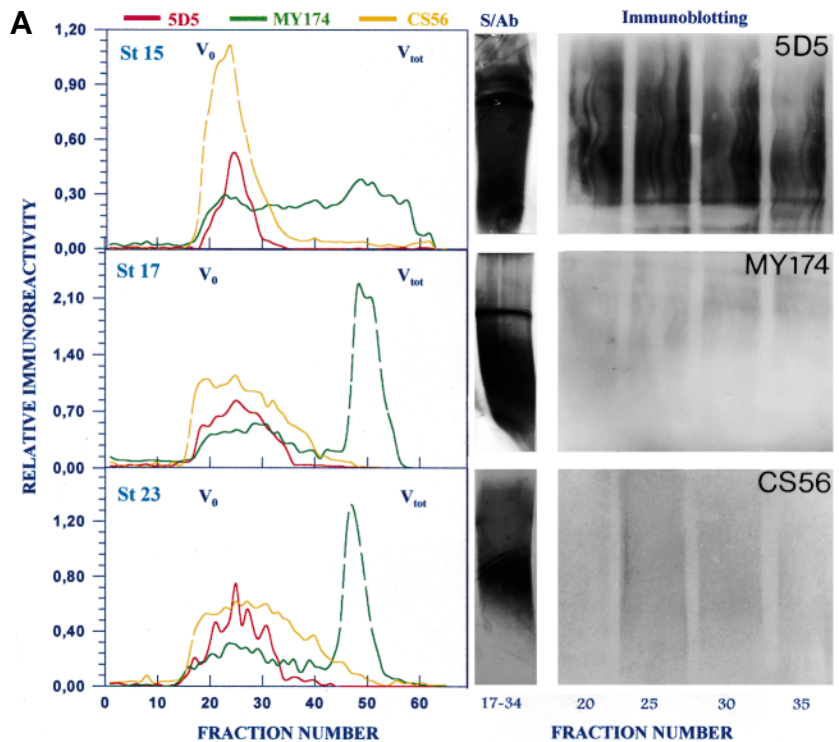 A
5D5 MY174 CS56 S/Ab Immunoblotting
1,20
0,90
0,60
0,30
0,00
St 15 V0 Vtot
5D5
2,10
1,40
0,70
0,00
St 17 V0 Vtot
MY174
1,20
0,80
0,40
0,00
St 23 V0 Vtot
CS56
RELATIVE IMMUNOREACTIVITY
0 10 20 30 40 50 60 17-34 20 25 30 35
FRACTION NUMBER FRACTION NUMBER